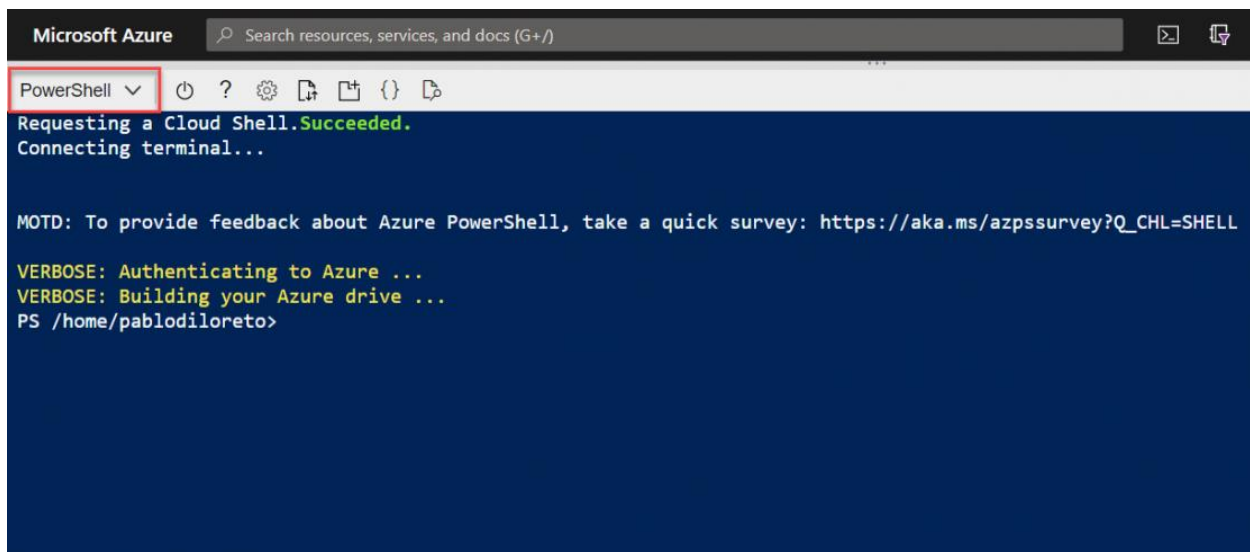 Microsoft Azure
Search resources, services, and docs (G+/)
PowerShell
Requesting a Cloud Shell.Succeeded.
Connecting terminal...
MOTD: To provide feedback about Azure PowerShell, take a quick survey: https://aka.ms/azpssurvey?Q_CHL=SHELL
VERBOSE: Authenticating to Azure ...
VERBOSE: Building your Azure drive ...
PS /home/pablodiloreto>